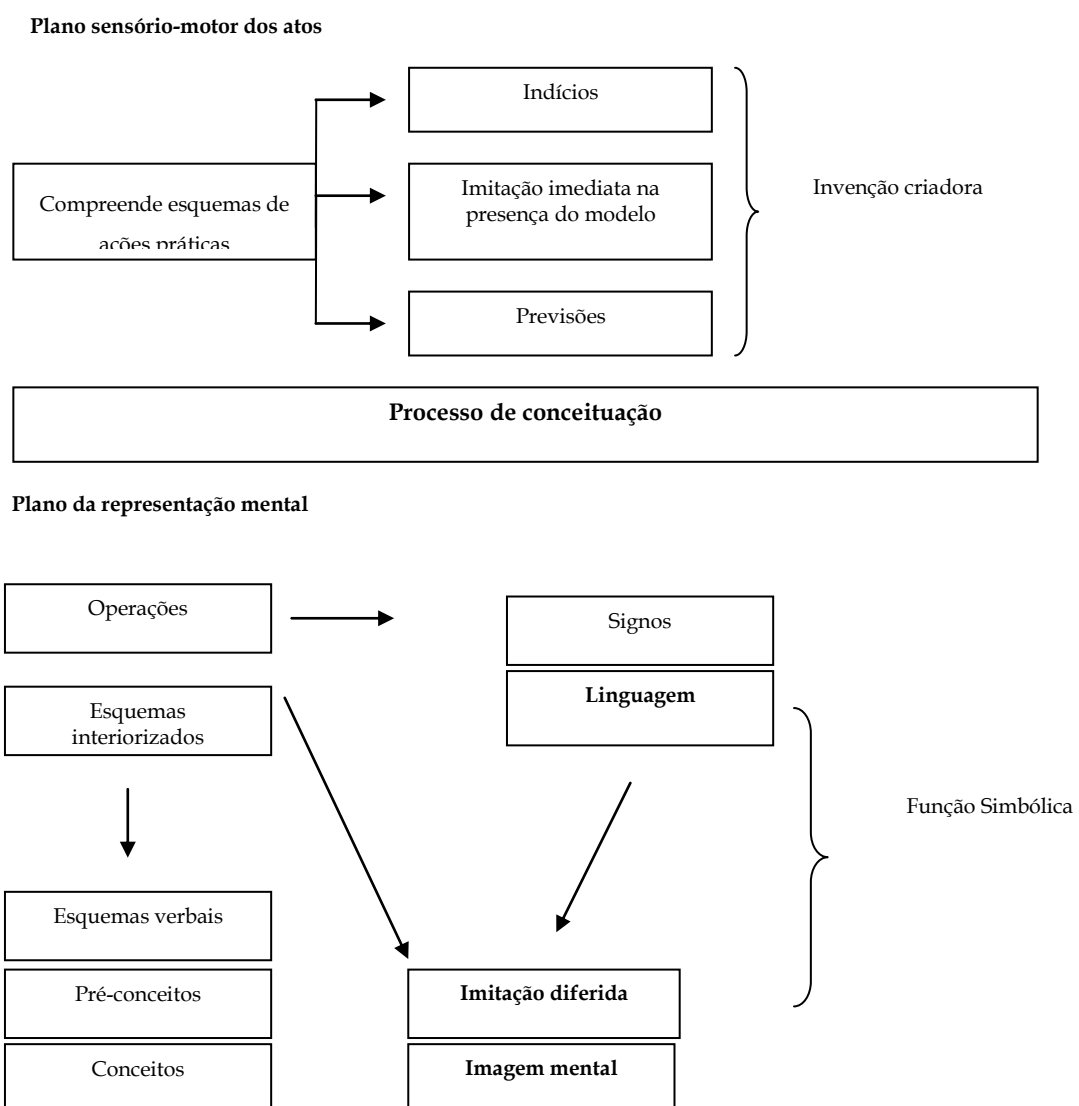 Plano sensório-motor dos atos
Indícios
Compreende esquemas de
ações práticas
Imitação imediata na
presença do modelo
Invenção criadora
Previsões
Processo de conceituação
Plano da representação mental
Operações
Signos
Linguagem
Esquemas
interiorizados
Função Simbólica
Esquemas verbais
Pré-conceitos
Imitação diferida
Conceitos
Imagem mental